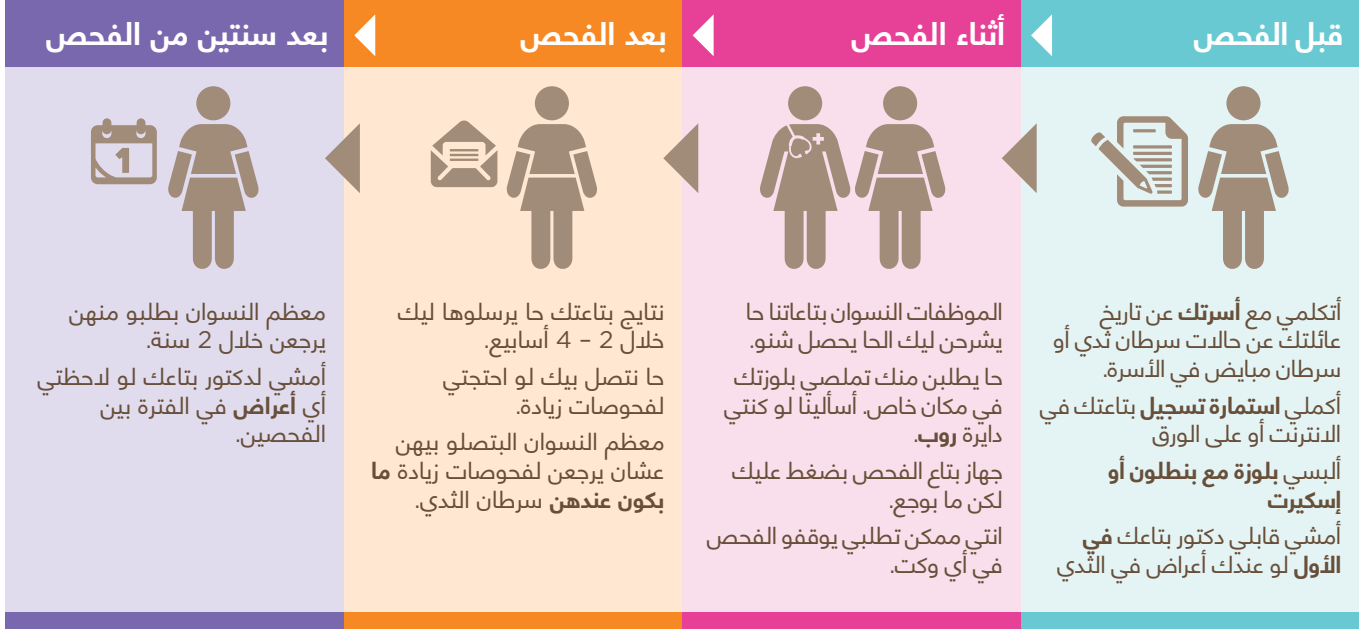 قبل الفحص
أتكلمي مع أسرتك عن تاريخ
عائلتك عن حالات سرطان ثدي أو
سرطان مبايض في الأسرة.
أكملي استمارة تسجيل بتاعتك في
الانترنت أو على الورق
ألبسي بلوزة مع بنطلون أو
إسكيرت
أمشي قابلي دكتور بتاعك في
الأول لو عندك أعراض في الثدي
أثناء الفحص
الموظفات النسوان بتاعاتنا حا
يشرحن ليك الحا يحصل شنو.
حا يطلبن منك تملصي بلوزتك
في مكان خاص. أسألينا لو كنتي
دايرة روب.
جهاز بتاع الفحص بضغط عليك
لكن ما بوجع.
انتي ممكن تطلبي يوقفو الفحص
في أي وكت.
بعد الفحص
نتايج بتاعتك حا يرسلوها ليك
خلال 2 – 4 أسابيع.
حا نتصل بيك لو احتجتي
لفحوصات زيادة.
معظم النسوان البتصلو بيهن
عشان يرجعن لفحوصات زيادة ما
بكون عندهن سرطان الثدي.
بعد سنتين من الفحص
1
معظم النسوان بطلبو منهن
يرجعن خلال 2 سنة.
أمشي لدكتور بتاعك لو لاحظتي
أي أعراض في الفترة بين
الفحصين.